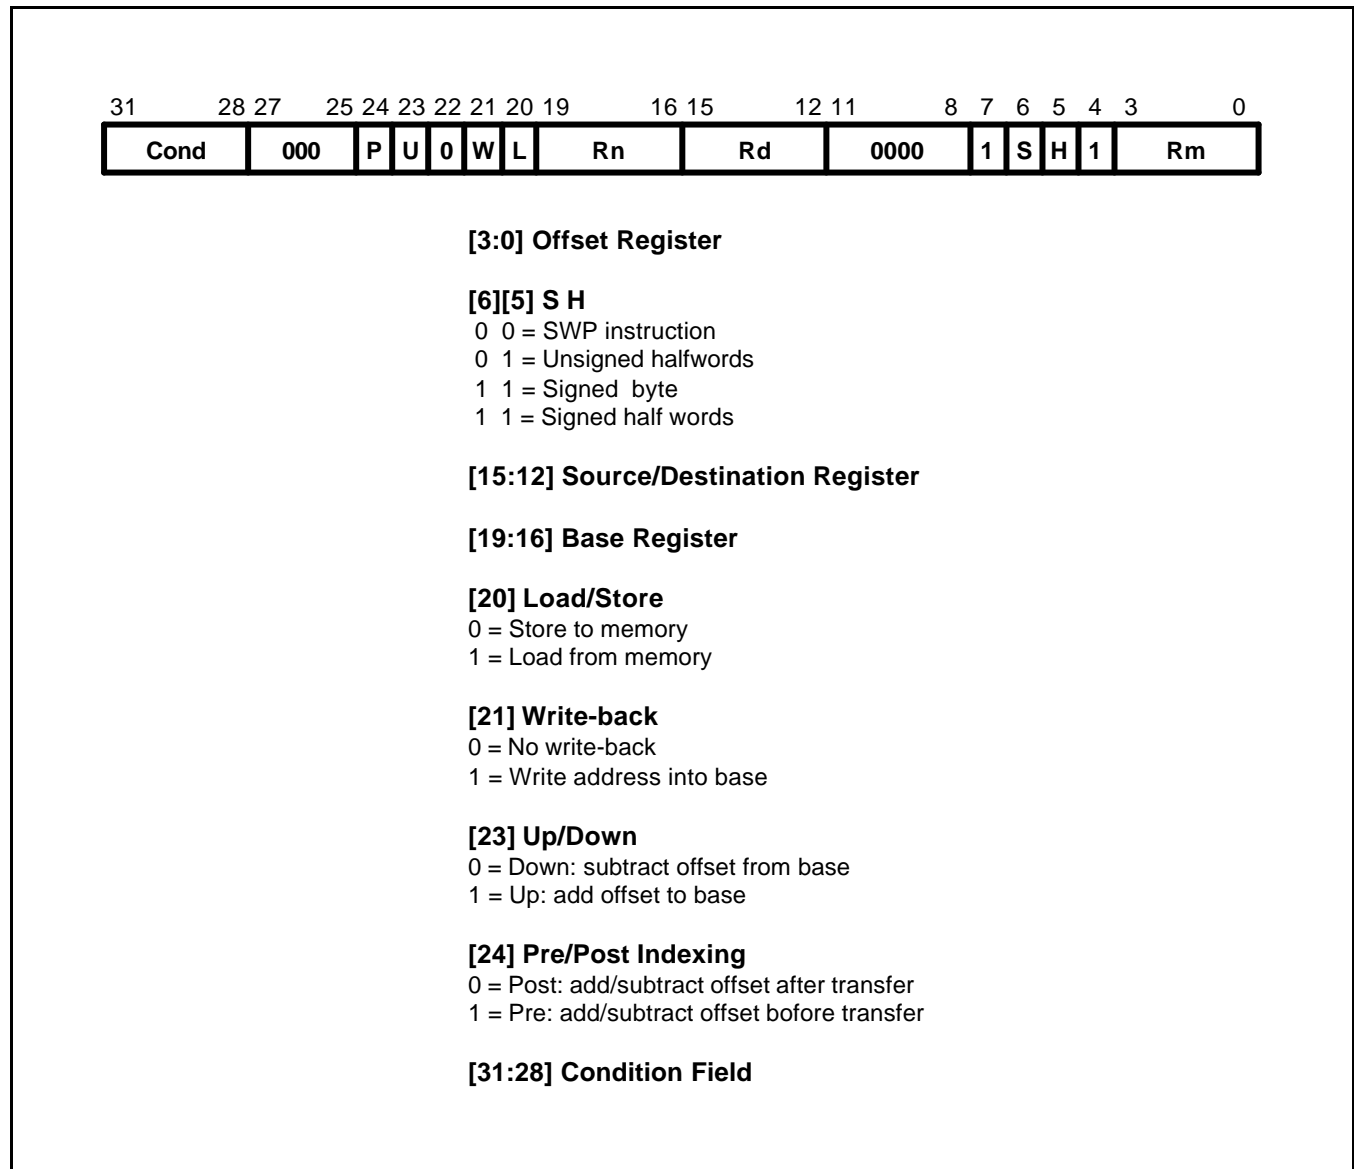 31 28 27 25 24 23 22 21 20 19 16 15 12 11 8 7 6 5 4 3 0
Cond 000 P U 0 W L Rn Rd 0000 1 S H 1 Rm
[3:0] Offset Register
[6][5] S H
0 0 = SWP instruction
0 1 = Unsigned halfwords
1 1 = Signed byte
1 1 = Signed half words
[15:12] Source/Destination Register
[19:16] Base Register
[20] Load/Store
0 = Store to memory
1 = Load from memory
[21] Write-back
0 = No write-back
1 = Write address into base
[23] Up/Down
0 = Down: subtract offset from base
1 = Up: add offset to base
[24] Pre/Post Indexing
0 = Post: add/subtract offset after transfer
1 = Pre: add/subtract offset bofore transfer
[31:28] Condition Field